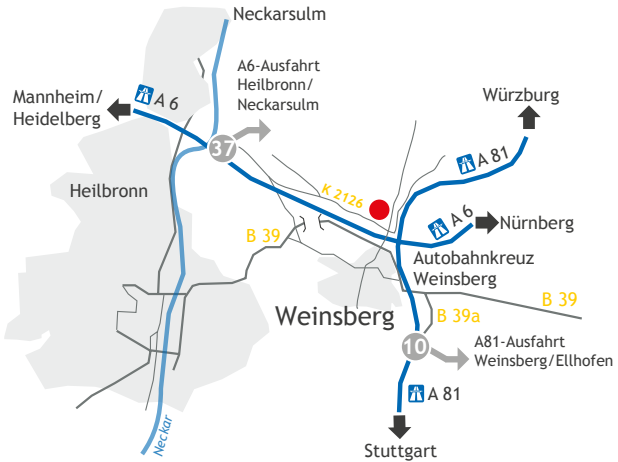 Neckarsulm
A6-Ausfahrt
Heilbronn/
Neckarsulm
Mannheim/
Heidelberg
A 6
Würzburg
A 81
37
Heilbronn
K 2126
A 6
Nürnberg
B 39
Autobahnkreuz
Weinsberg
B 39
Weinsberg
B 39a
10
A81-Ausfahrt
Weinsberg/Ellhofen
A 81
Neckar
Stuttgart